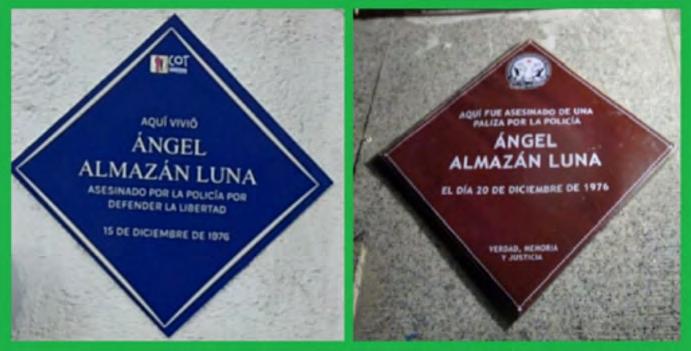 COT
AQUÍ VIVIÓ
ÁNGEL
ALMAZÁN LUNA
ASESINADO POR LA POLICÍA POR
DEFENDER LA LIBERTAD
15 DE DICIEMBRE DE 1976
AQUÍ FUE ASESINADO DE UNA
PALIZA POR LA POLICÍA
ÁNGEL
ALMAZÁN LUNA
EL DÍA 20 DE DICIEMBRE DE 1976
VERDAD, MEMORIA
Y JUSTICIA